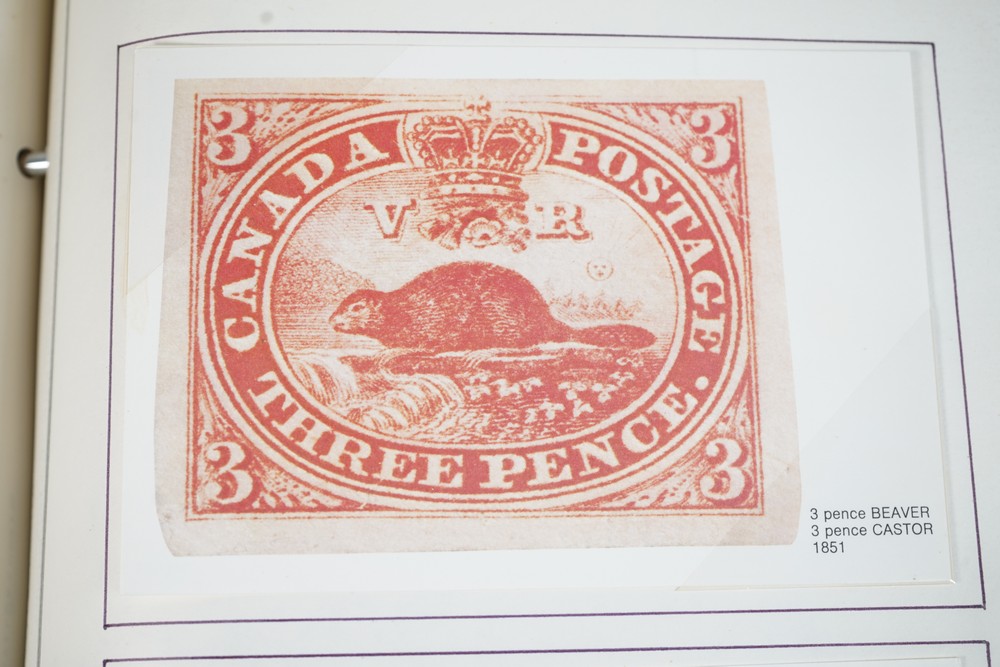 3 3
CANADA POSTAGE
V R
THREE PENCE.
3 3
3 pence BEAVER
3 pence CASTOR
1851